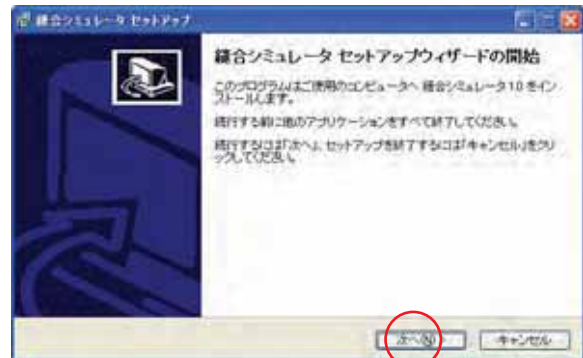 縫合シミュレータ セットアップ
縫合シミュレータ セットアップウィザードの開始
このプログラムはご使用のコンピュータへ 縫合シミュレータ1.0 をイン
ストールします。
続行する前に他のアプリケーションをすべて終了してください。
続行するには「次へ」、セットアップを終了するには「キャンセル」をクリ
ックしてください。
次へ(N) >
キャンセル